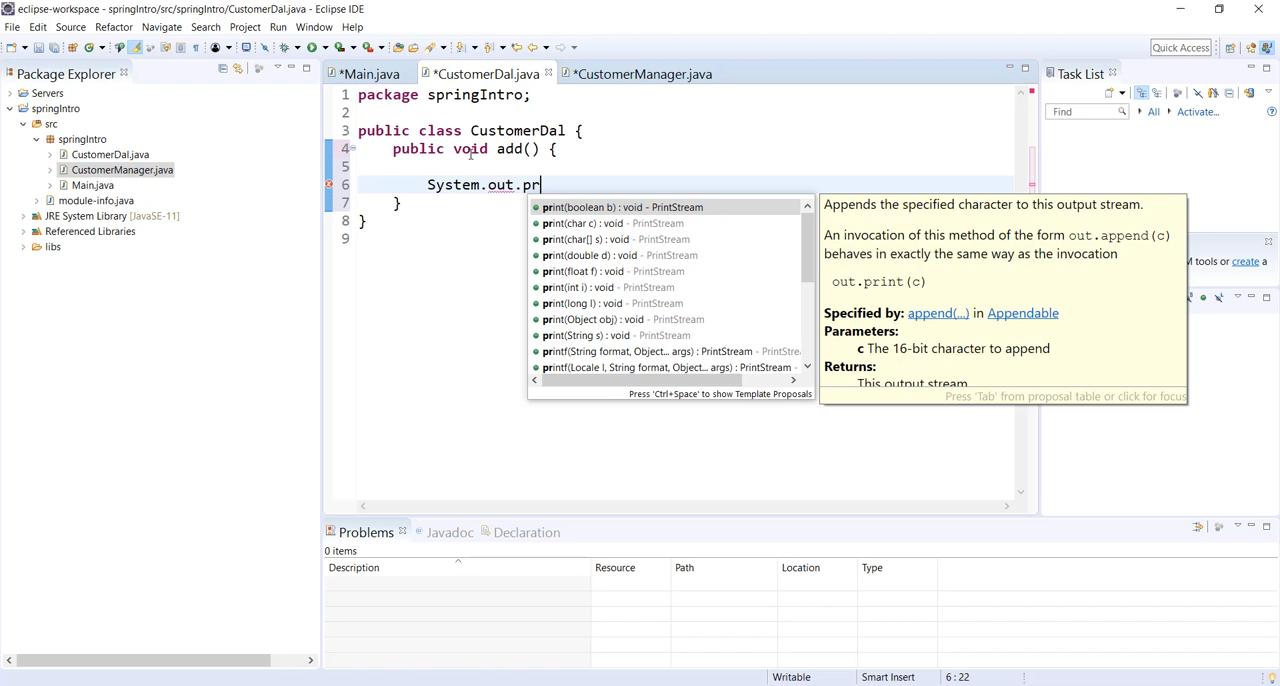 eclipse-workspace - springIntro/src/springIntro/CustomerDal.java - Eclipse IDE
File Edit Source Refactor Navigate Search Project Run Window Help
Quick Access
Package Explorer
Servers
springIntro
src
springIntro
CustomerDal.java
CustomerManager.java
Main.java
module-info.java
JRE System Library [JavaSE-11]
Referenced Libraries
libs
*Main.java *CustomerDal.java *CustomerManager.java
1 package springIntro;
2
3 public class CustomerDal {
4 public void add() {
5
6 System.out.pr
7 }
8 }
9
print(boolean b) : void - PrintStream
print(char c) : void - PrintStream
print(char[] s) : void - PrintStream
print(double d) : void - PrintStream
print(float f) : void - PrintStream
print(int i) : void - PrintStream
print(long l) : void - PrintStream
print(Object obj) : void - PrintStream
print(String s) : void - PrintStream
printf(String format, Object... args) : PrintStream - PrintStre
printf(Locale l, String format, Object... args) : PrintStream -
Press 'Ctrl+Space' to show Template Proposals
Appends the specified character to this output stream.
An invocation of this method of the form out.append(c)
behaves in exactly the same way as the invocation
out.print(c)
Specified by: append(...) in Appendable
Parameters:
c The 16-bit character to append
Returns:
This output stream
Press 'Tab' from proposal table or click for focus
Task List
Find All Activate...
M tools or create a
Problems Javadoc Declaration
0 items
Description Resource Path Location Type
Writable Smart Insert 6 : 22